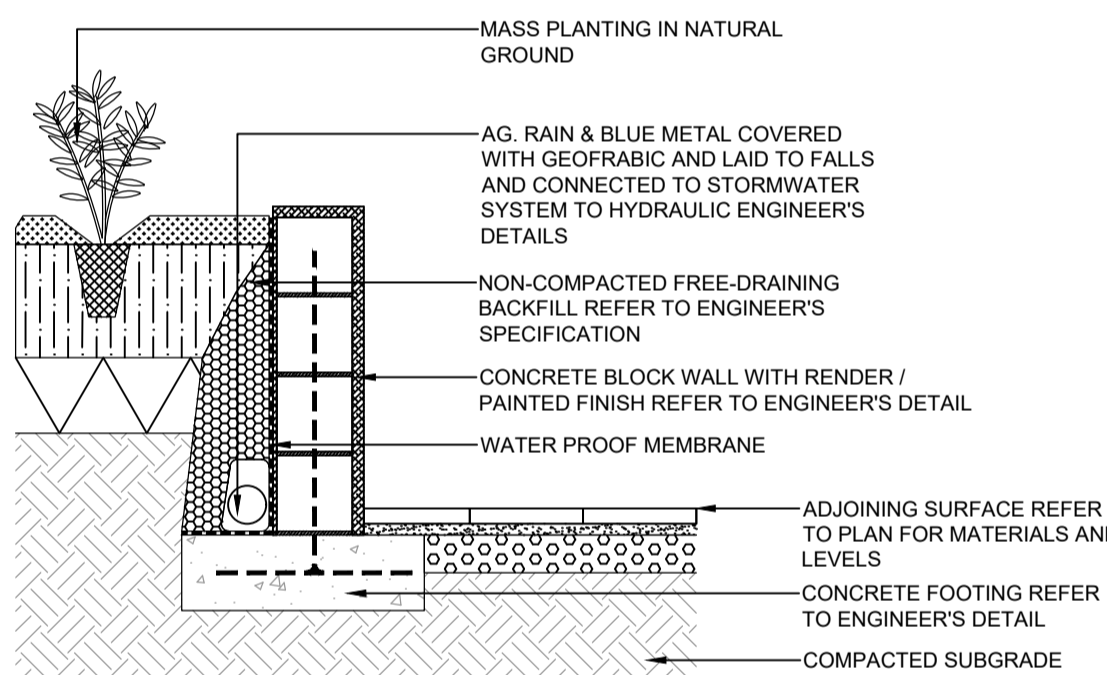 MASS PLANTING IN NATURAL
GROUND
AG. RAIN & BLUE METAL COVERED
WITH GEOFRABIC AND LAID TO FALLS
AND CONNECTED TO STORMWATER
SYSTEM TO HYDRAULIC ENGINEER'S
DETAILS
NON-COMPACTED FREE-DRAINING
BACKFILL REFER TO ENGINEER'S
SPECIFICATION
CONCRETE BLOCK WALL WITH RENDER /
PAINTED FINISH REFER TO ENGINEER'S DETAIL
WATER PROOF MEMBRANE
ADJOINING SURFACE REFER
TO PLAN FOR MATERIALS AND
LEVELS
CONCRETE FOOTING REFER
TO ENGINEER'S DETAIL
COMPACTED SUBGRADE